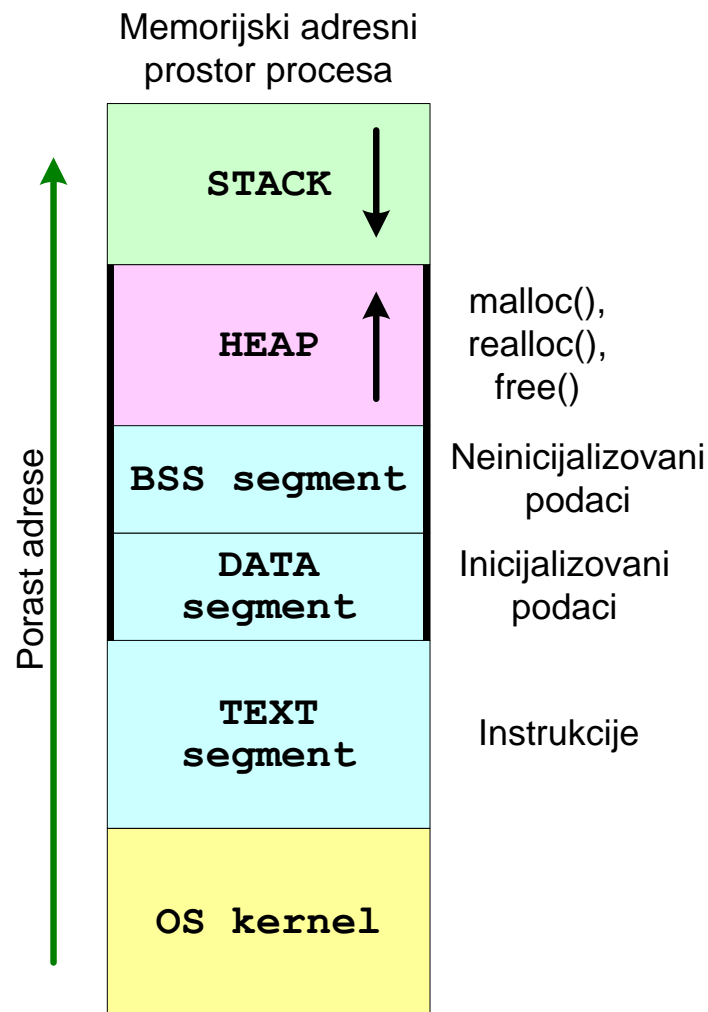 Memorijski adresni
prostor procesa
STACK
HEAP
malloc(),
realloc(),
free()
BSS segment
Neinicijalizovani
podaci
DATA
segment
Inicijalizovani
podaci
TEXT
segment
Instrukcije
OS kernel
Porast adrese